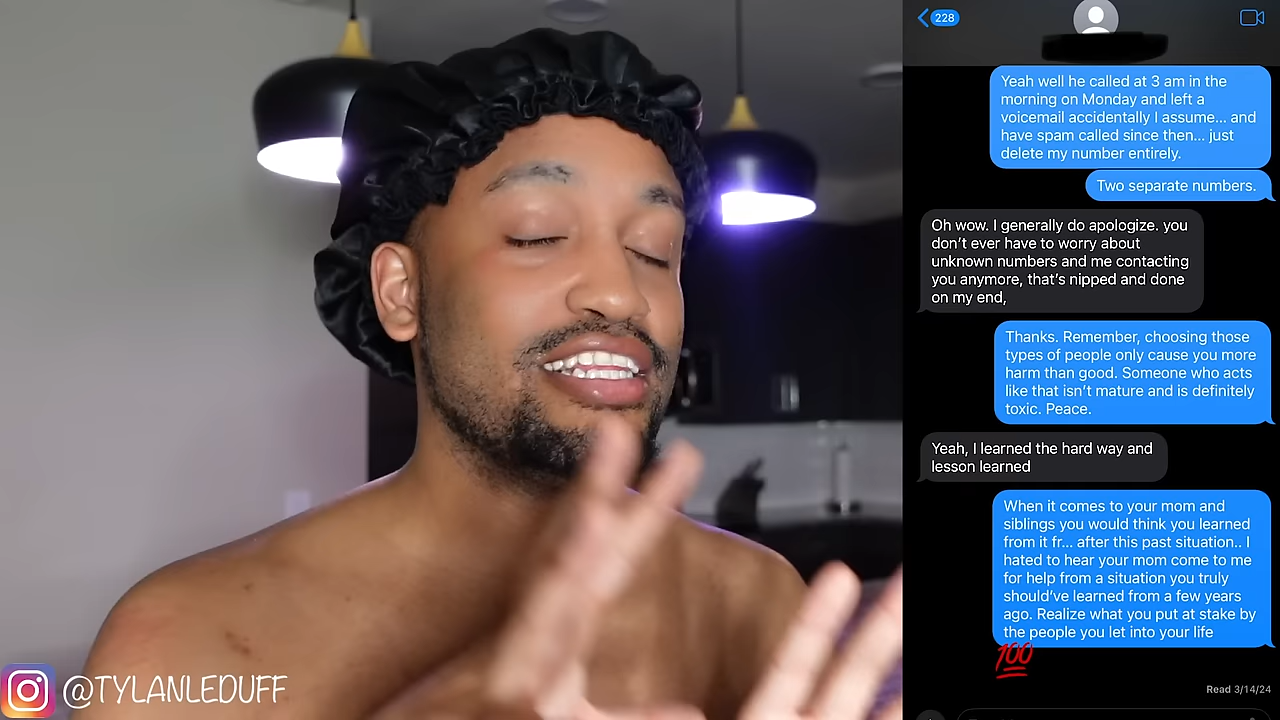 228
Yeah well he called at 3 am in the
morning on Monday and left a
voicemail accidentally I assume... and
have spam called since then... just
delete my number entirely.
Two separate numbers.
Oh wow. I generally do apologize. you
don't ever have to worry about
unknown numbers and me contacting
you anymore, that's nipped and done
on my end,
Thanks. Remember, choosing those
types of people only cause you more
harm than good. Someone who acts
like that isn't mature and is definitely
toxic. Peace.
Yeah, I learned the hard way and
lesson learned
When it comes to your mom and
siblings you would think you learned
from it fr... after this past situation.. I
hated to hear your mom come to me
for help from a situation you truly
should've learned from a few years
ago. Realize what you put at stake by
the people you let into your life
💯
Read 3/14/24
@TYLANLEDUFF